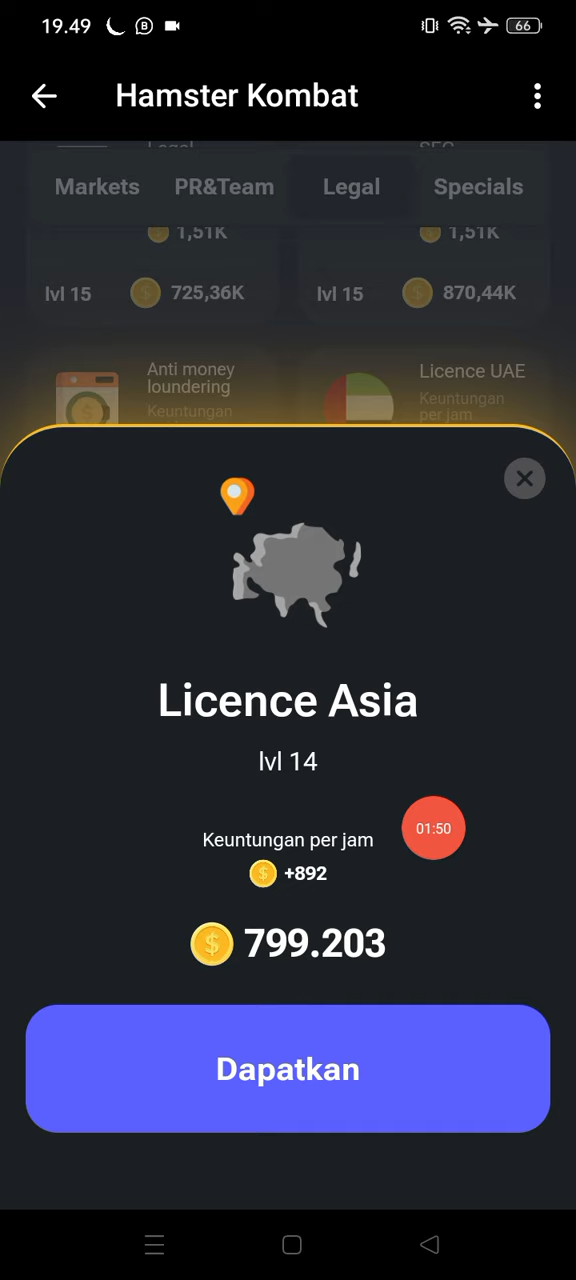 19.49
66
Hamster Kombat
Legal
SEC
Markets
PR&Team
Legal
Specials
1,51K
1,51K
lvl 15
725,36K
lvl 15
870,44K
Anti money
loundering
Licence UAE
Keuntungan
Keuntungan
per jam
Licence Asia
lvl 14
01:50
Keuntungan per jam
+892
799.203
Dapatkan